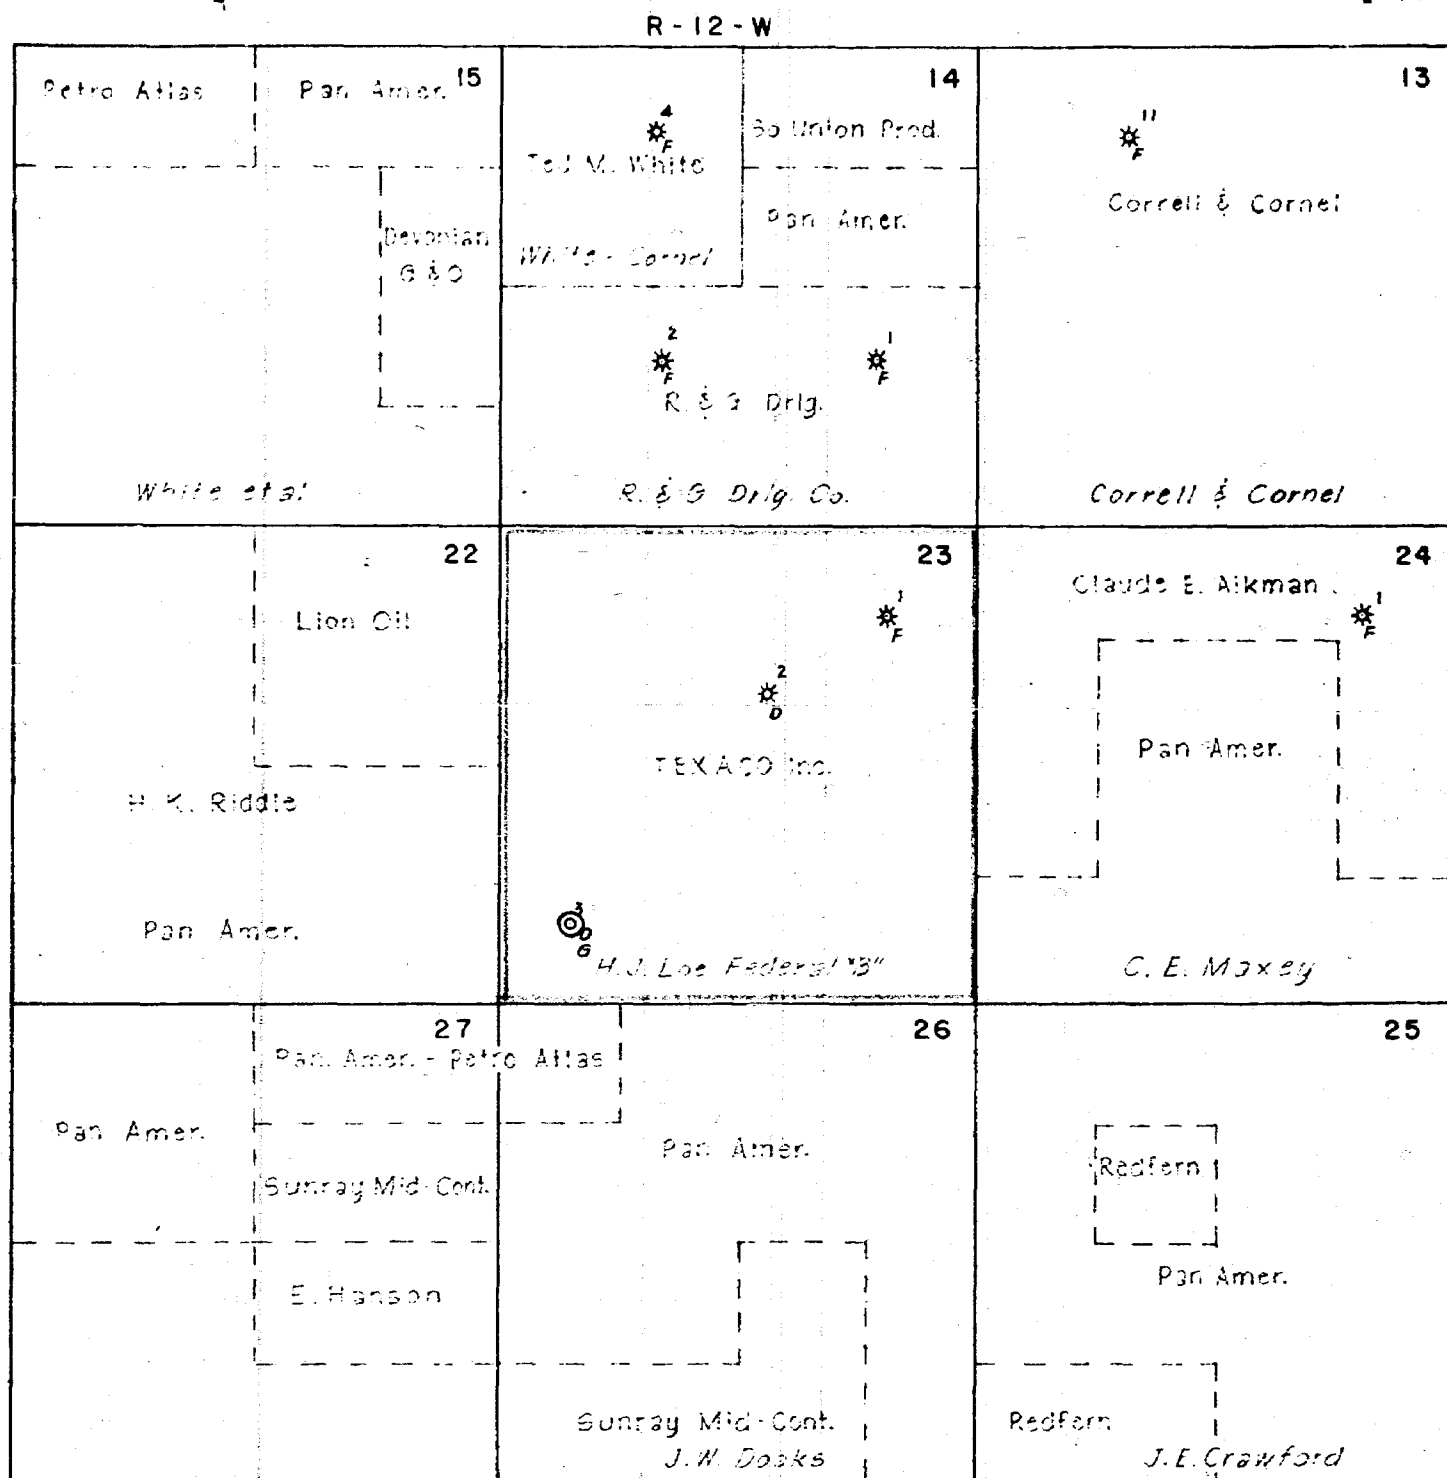 R-12-W
Petro Atlas
Pan Amer.
15
4
F
Ted M. White
White - Cornel
14
So Union Prod.
Pan Amer.
13
11
F
Correll & Cornel
Devonian
G & O
2
F
1
F
R. & G Drlg.
White et al
R. & G Drlg. Co.
Correll & Cornel
22
Lion Oil
H. K. Riddle
Pan Amer.
23
1
F
2
D
TEXACO Inc.
3
D
G
H. J. Loe Federal "B"
24
Claude E. Aikman
1
F
Pan Amer.
C. E. Maxey
27
Pan. Amer. - Petro Atlas
Pan Amer.
Sunray Mid-Cont.
E. Hanson
26
Pan Amer.
Sunray Mid-Cont.
J. W.
25
Redfern
Pan Amer.
Redfern
J. E. Crawford